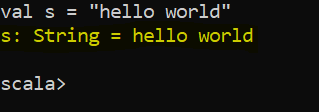 val s = "hello world"
s: String = hello world
scala>